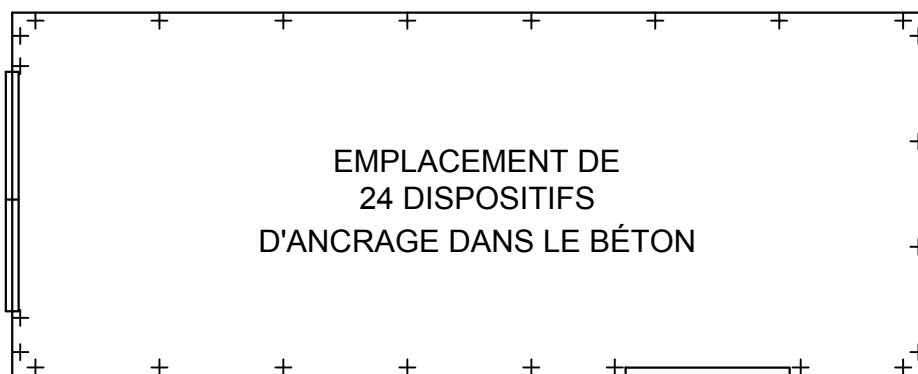 EMPLACEMENT DE
24 DISPOSITIFS
D'ANCRAGE DANS LE BÉTON